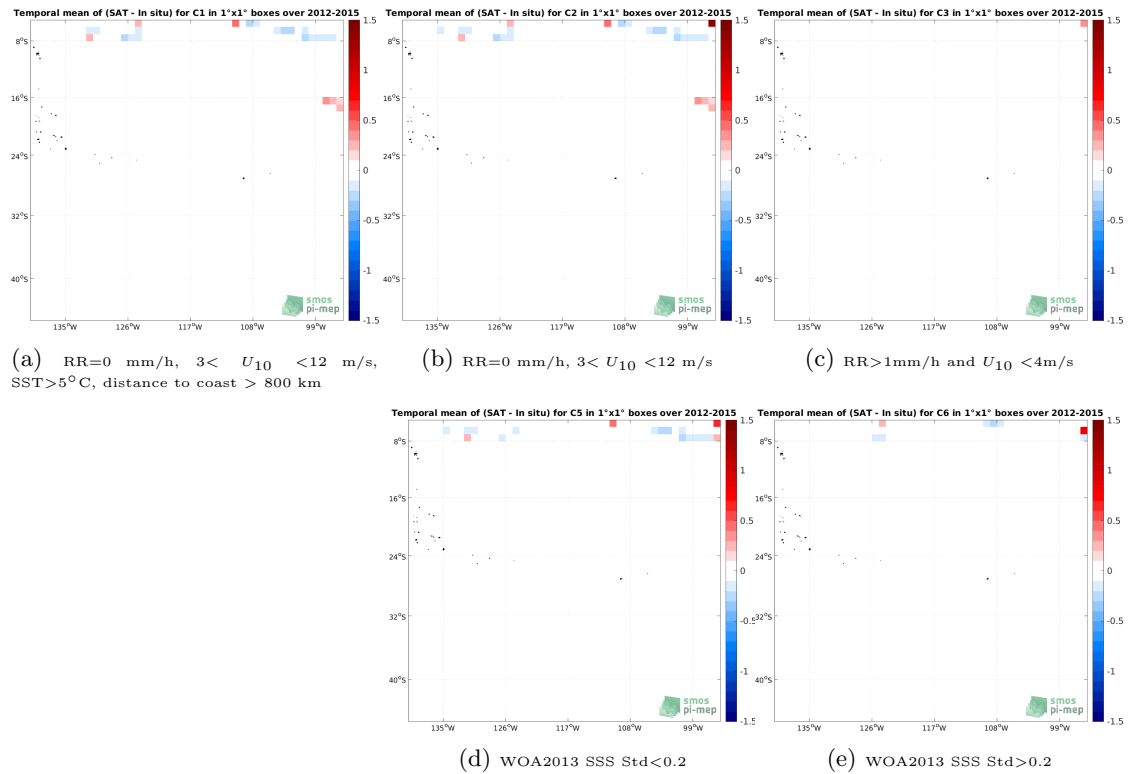 Temporal mean of (SAT - In situ) for C1 in 1°x1° boxes over 2012-2015
8°S
16°S
24°S
32°S
40°S
135°W 126°W 117°W 108°W 99°W
1.5
1
0.5
0
-0.5
-1
-1.5
smos
pi-mep
(a) RR=0 mm/h, 3< U10 <12 m/s,
SST>5°C, distance to coast > 800 km
Temporal mean of (SAT - In situ) for C2 in 1°x1° boxes over 2012-2015
8°S
16°S
24°S
32°S
40°S
135°W 126°W 117°W 108°W 99°W
1.5
1
0.5
0
-0.5
-1
-1.5
smos
pi-mep
(b) RR=0 mm/h, 3< U10 <12 m/s
Temporal mean of (SAT - In situ) for C3 in 1°x1° boxes over 2012-2015
8°S
16°S
24°S
32°S
40°S
135°W 126°W 117°W 108°W 99°W
1.5
1
0.5
0
-0.5
-1
-1.5
smos
pi-mep
(c) RR>1mm/h and U10 <4m/s
Temporal mean of (SAT - In situ) for C5 in 1°x1° boxes over 2012-2015
8°S
16°S
24°S
32°S
40°S
135°W 126°W 117°W 108°W 99°W
1.5
1
0.5
0
-0.5
-1
-1.5
smos
pi-mep
(d) WOA2013 SSS Std<0.2
Temporal mean of (SAT - In situ) for C6 in 1°x1° boxes over 2012-2015
8°S
16°S
24°S
32°S
40°S
135°W 126°W 117°W 108°W 99°W
1.5
1
0.5
0
-0.5
-1
-1.5
smos
pi-mep
(e) WOA2013 SSS Std>0.2